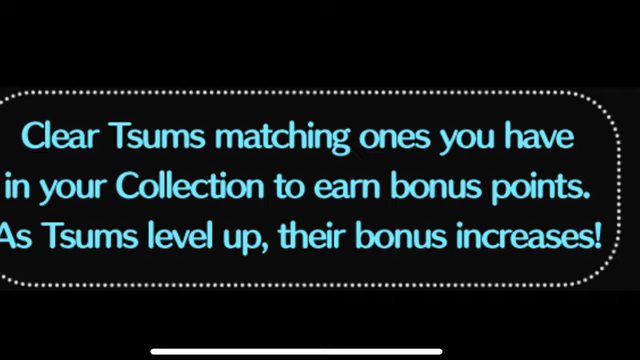 Clear Tsums matching ones you have
in your Collection to earn bonus points.
As Tsums level up, their bonus increases!